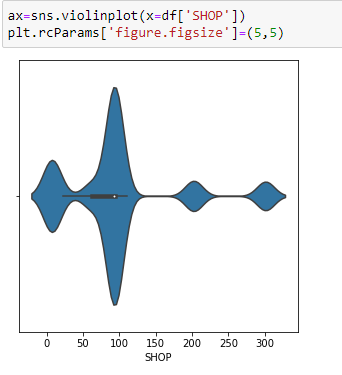 ax=sns.violinplot(x=df['SHOP'])
plt.rcParams['figure.figsize']=(5,5)
0 50 100 150 200 250 300
SHOP